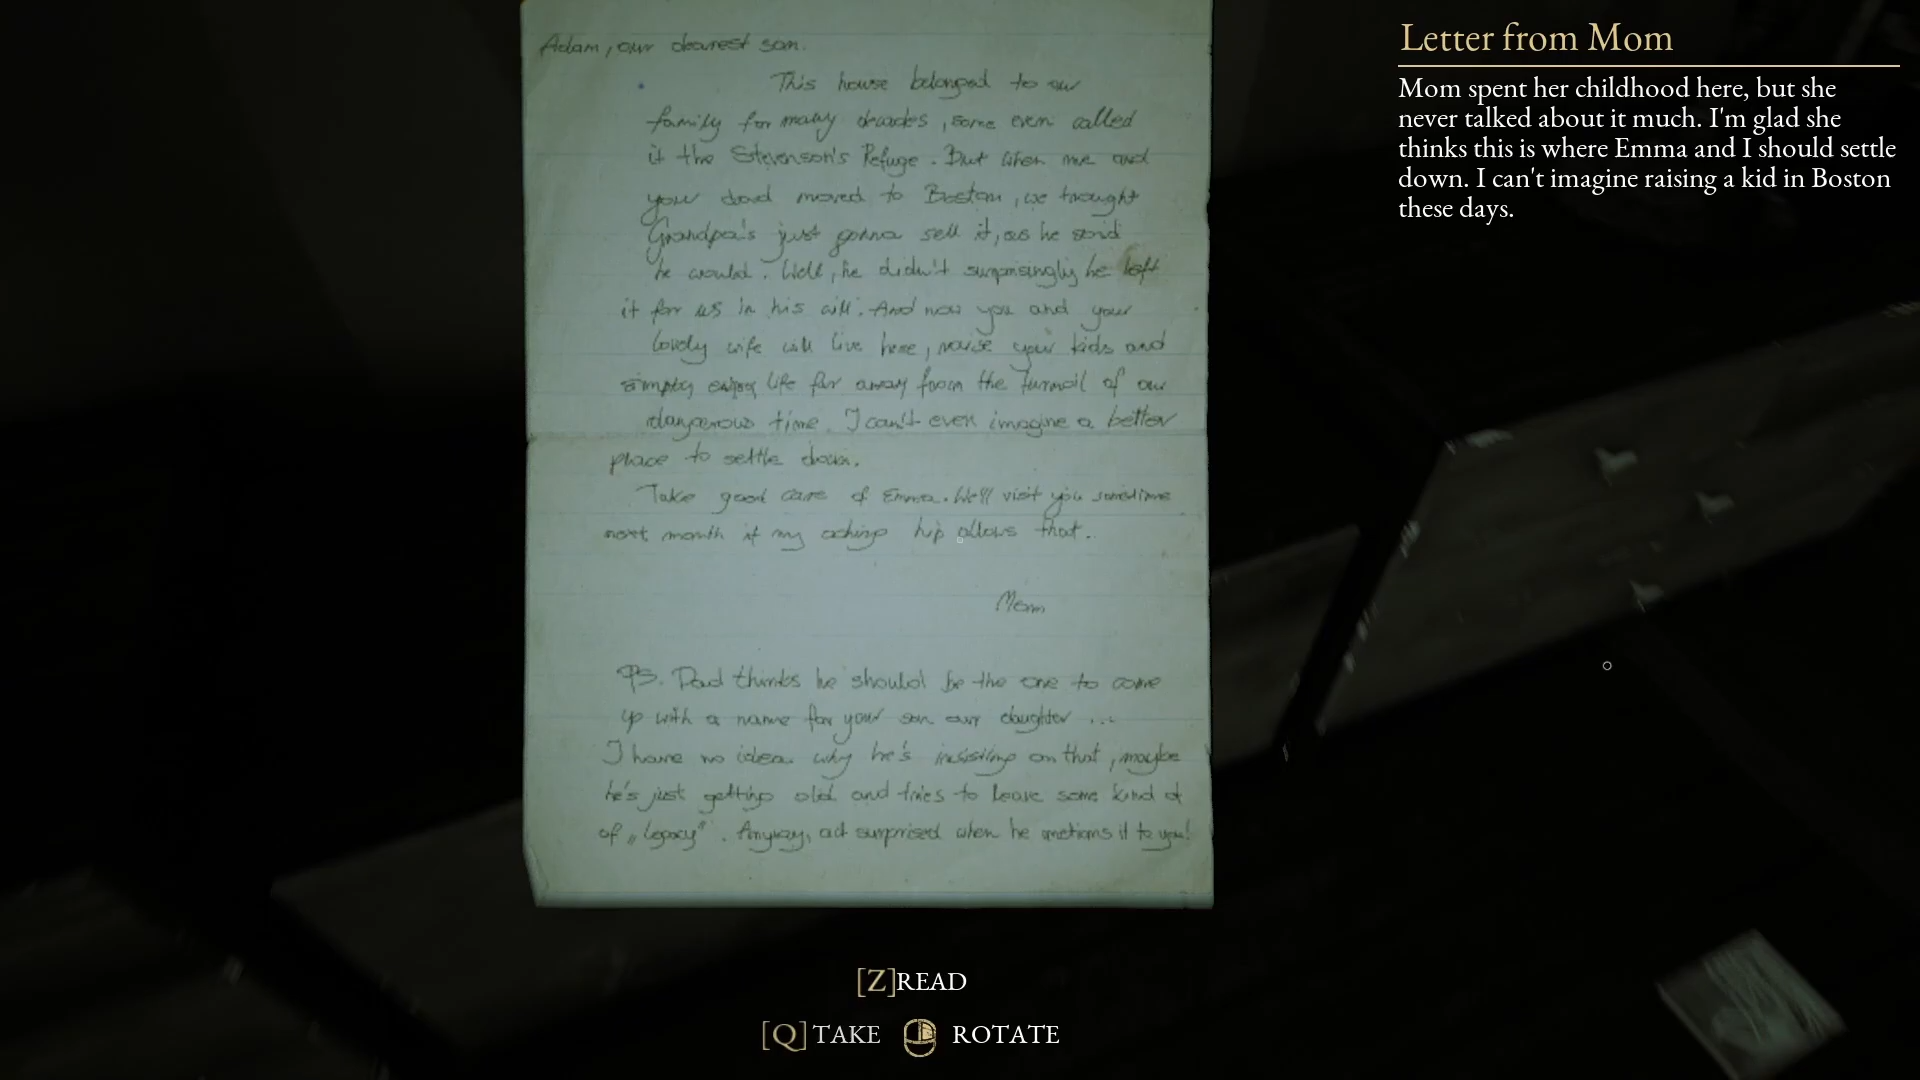 Adam, our dearest son.
This house belonged to our
family for many decades, some even called
it the Stevenson's Refuge. But when me and
your dad moved to Boston, we tought
Grandpa's just gonna sell it, as he said
he would. Well, he didn't surprisingly he left
it for us in his will. And now you and your
lovely wife will live here, raise your kids and
simply enjoy life far away from the turmoil of our
dangerous time. I can't even imagine a better
place to settle down.
Take good care of Emma. We'll visit you sometime
next month if my aching hip allows that.
Mom
PS. Dad thinks he should be the one to come
up with a name for your son our daughter ...
I have no idea why he's insisting on that, maybe
he's just getting old and tries to leave some kind of
of „legacy". Anyway, act surprised when he metions it to you!
Letter from Mom
Mom spent her childhood here, but she
never talked about it much. I'm glad she
thinks this is where Emma and I should settle
down. I can't imagine raising a kid in Boston
these days.
[Z]READ
[Q]TAKE ROTATE